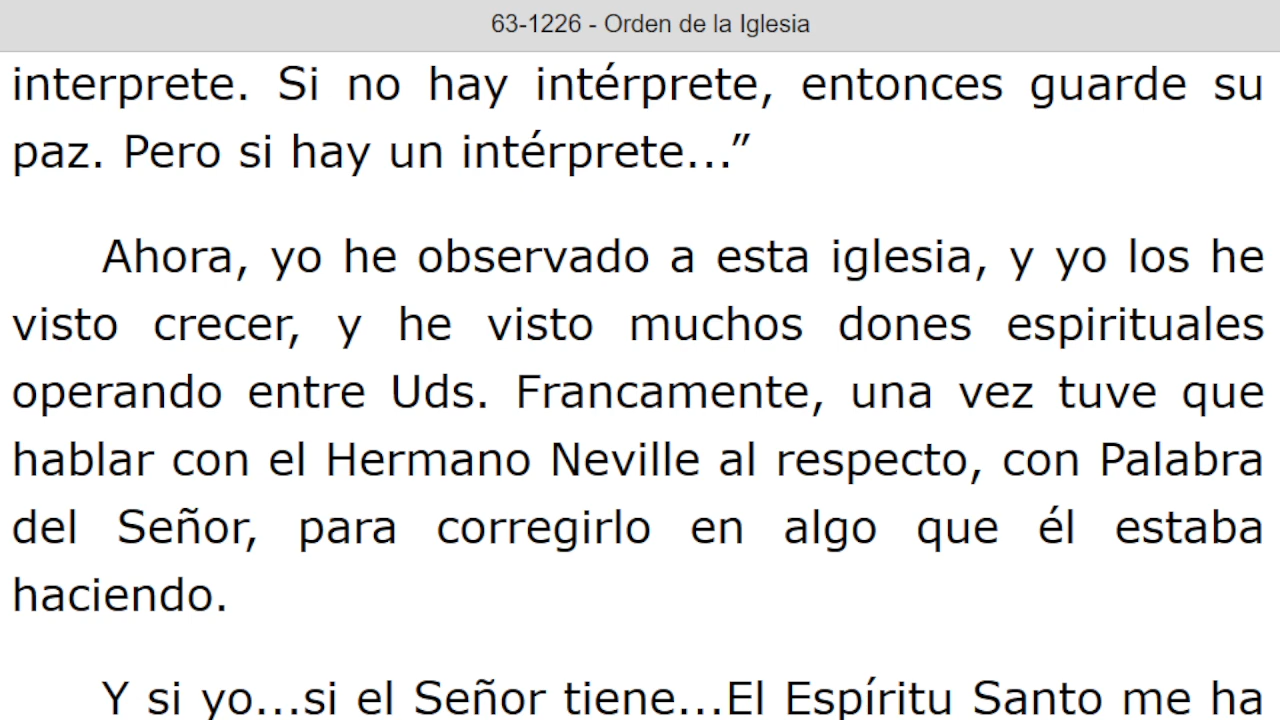 63-1226 - Orden de la Iglesia
interprete. Si no hay intérprete, entonces guarde su
paz. Pero si hay un intérprete...”
Ahora, yo he observado a esta iglesia, y yo los he
visto crecer, y he visto muchos dones espirituales
operando entre Uds. Francamente, una vez tuve que
hablar con el Hermano Neville al respecto, con Palabra
del Señor, para corregirlo en algo que él estaba
haciendo.
Y si yo...si el Señor tiene...El Espíritu Santo me ha